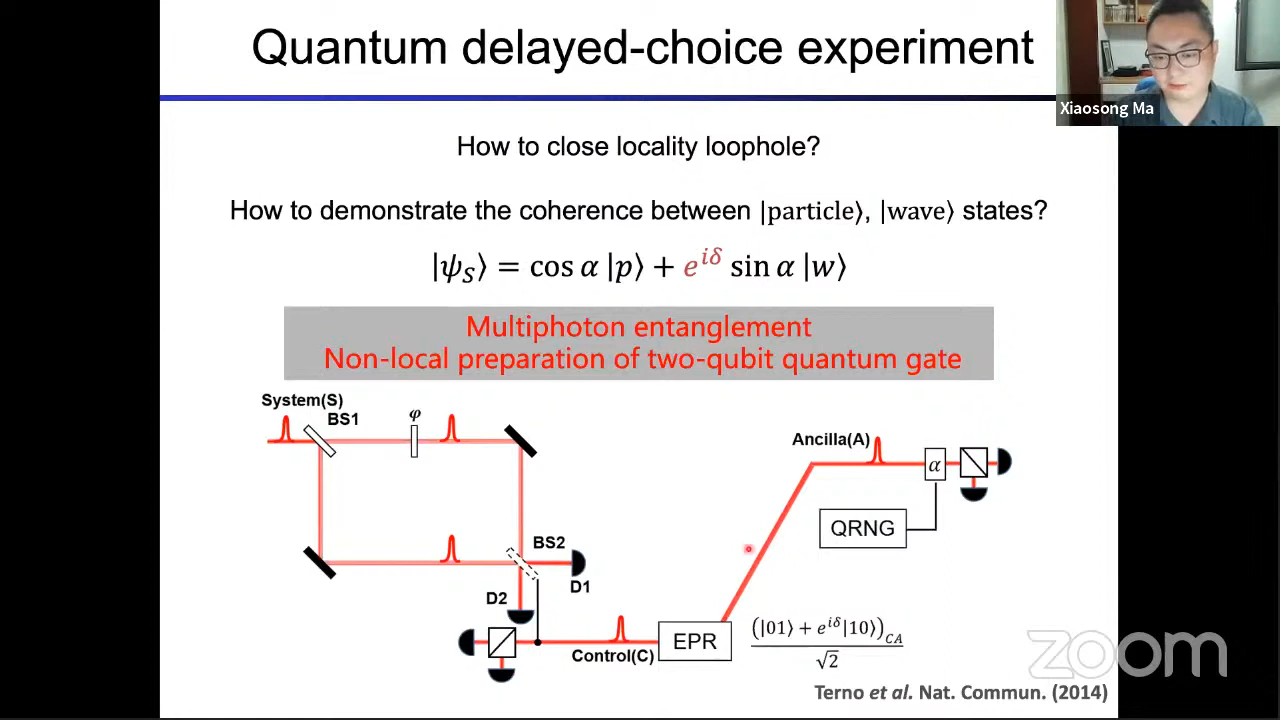 Quantum delayed-choice experiment
Xiaosong Ma
How to close locality loophole?
How to demonstrate the coherence between |particle⟩, |wave⟩ states?
|ψ_S⟩ = cos α |p⟩ + e^{iδ} sin α |w⟩
Multiphoton entanglement
Non-local preparation of two-qubit quantum gate
System(S)
BS1
φ
Ancilla(A)
α
QRNG
BS2
D1
D2
Control(C)
EPR
(|01⟩ + e^{iδ}|10⟩)_{CA}
√2
zoom
Terno et al. Nat. Commun. (2014)